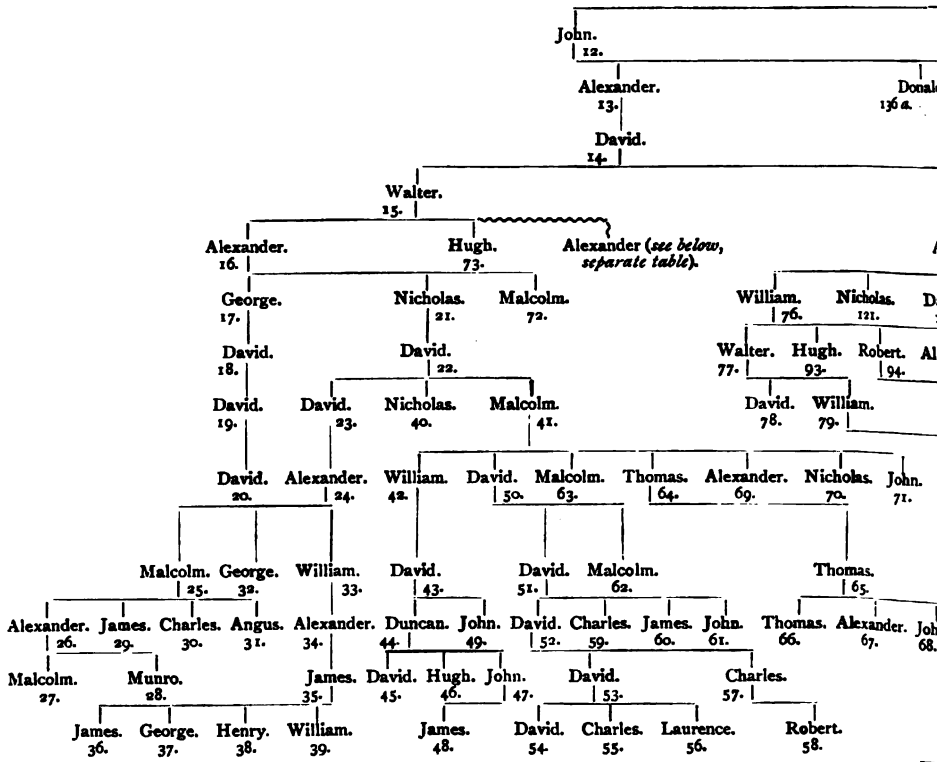 John.
12.
Alexander. Donal
13. 136 a.
David.
14.
Walter.
15.
Alexander. Hugh. Alexander (see below,
16. 73. separate table).
George. Nicholas. Malcolm. William. Nicholas. Da
17. 21. 72. 76. 121.
David. David. Walter. Hugh. Robert. Al
18. 22. 77. 93. 94.
David. David. Nicholas. Malcolm. David. William.
19. 23. 40. 41. 78. 79.
David. Alexander. William. David. Malcolm. Thomas. Alexander. Nicholas. John.
20. 24. 42. 50. 63. 64. 69. 70. 71.
Malcolm. George. William. David. David. Malcolm. Thomas.
25. 32. 33. 43. 51. 62. 65.
Alexander. James. Charles. Angus. Alexander. Duncan. John. David. Charles. James. John. Thomas. Alexander. Joh
26. 29. 30. 31. 34. 44. 49. 52. 59. 60. 61. 66. 67. 68.
Malcolm. Munro. James. David. Hugh. John. David. Charles.
27. 28. 35. 45. 46. 47. 53. 57.
James. George. Henry. William. James. David. Charles. Laurence. Robert.
36. 37. 38. 39. 48. 54. 55. 56. 58.